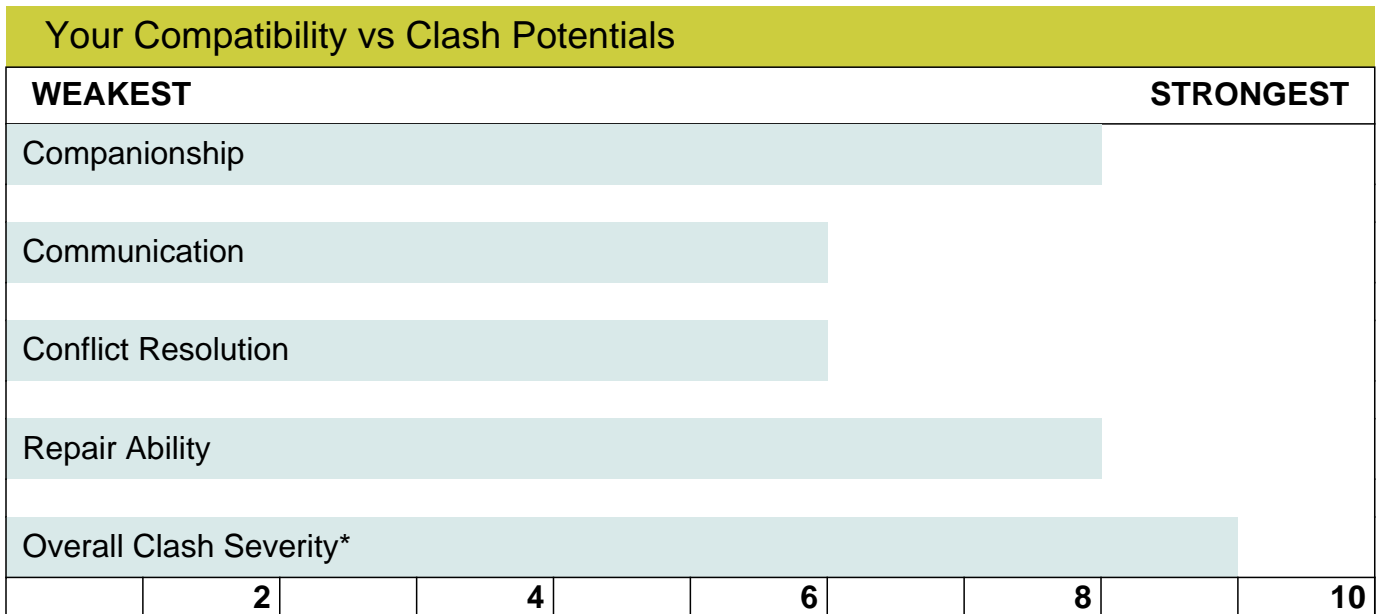 Your Compatibility vs Clash Potentials
WEAKEST STRONGEST
Companionship
Communication
Conflict Resolution
Repair Ability
Overall Clash Severity*
2 4 6 8 10